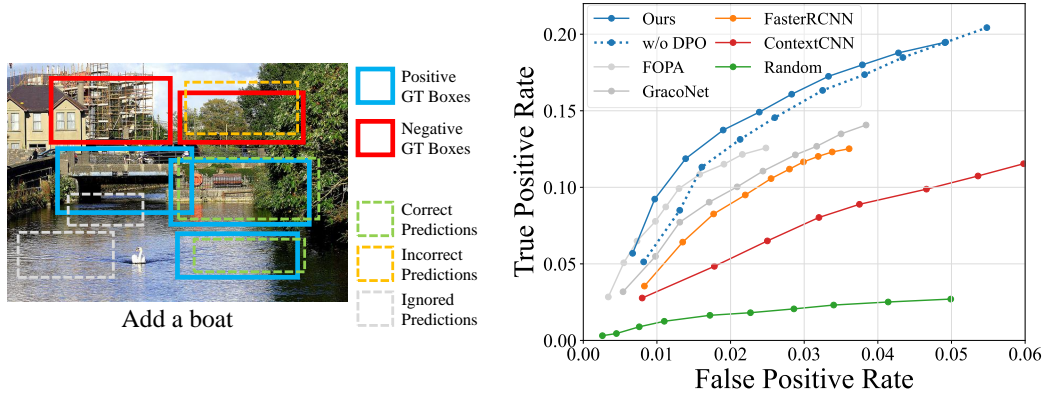 Positive
GT Boxes
Negative
GT Boxes
Correct
Predictions
Incorrect
Predictions
Ignored
Predictions
Add a boat
Ours
w/o DPO
FOPA
GracoNet
FasterRCNN
ContextCNN
Random
True Positive Rate
0.20
0.15
0.10
0.05
0.00
0.00 0.01 0.02 0.03 0.04 0.05 0.06
False Positive Rate